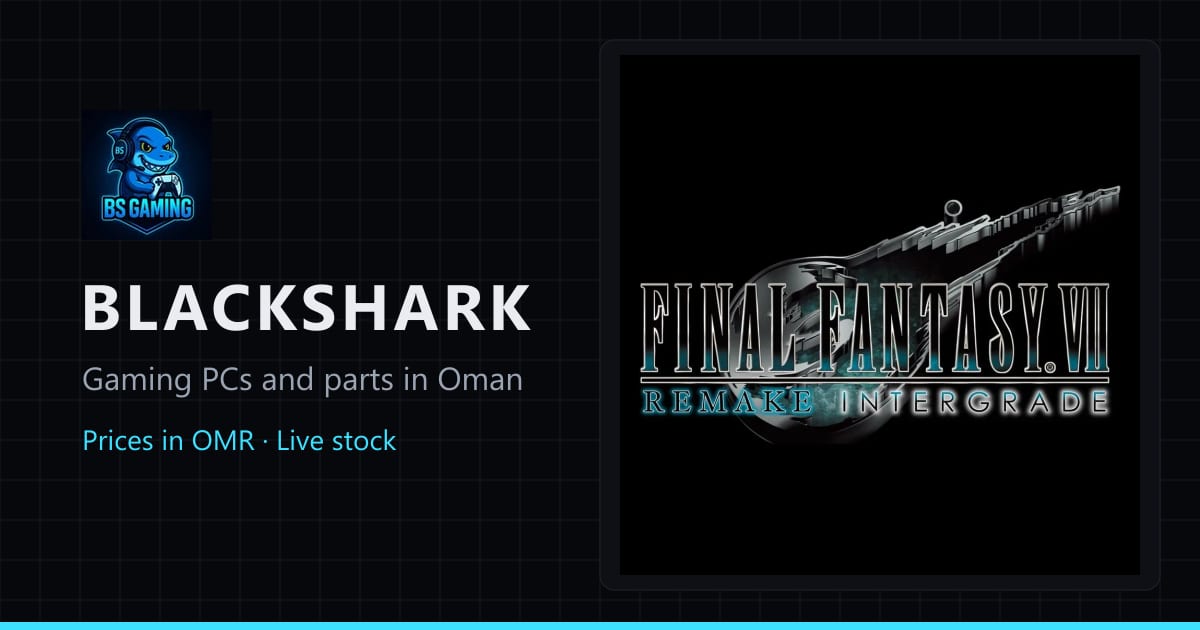 BS
BS GAMING
BLACKSHARK
Gaming PCs and parts in Oman
Prices in OMR · Live stock
FINAL FANTASY® VII
REMAKE INTERGRADE